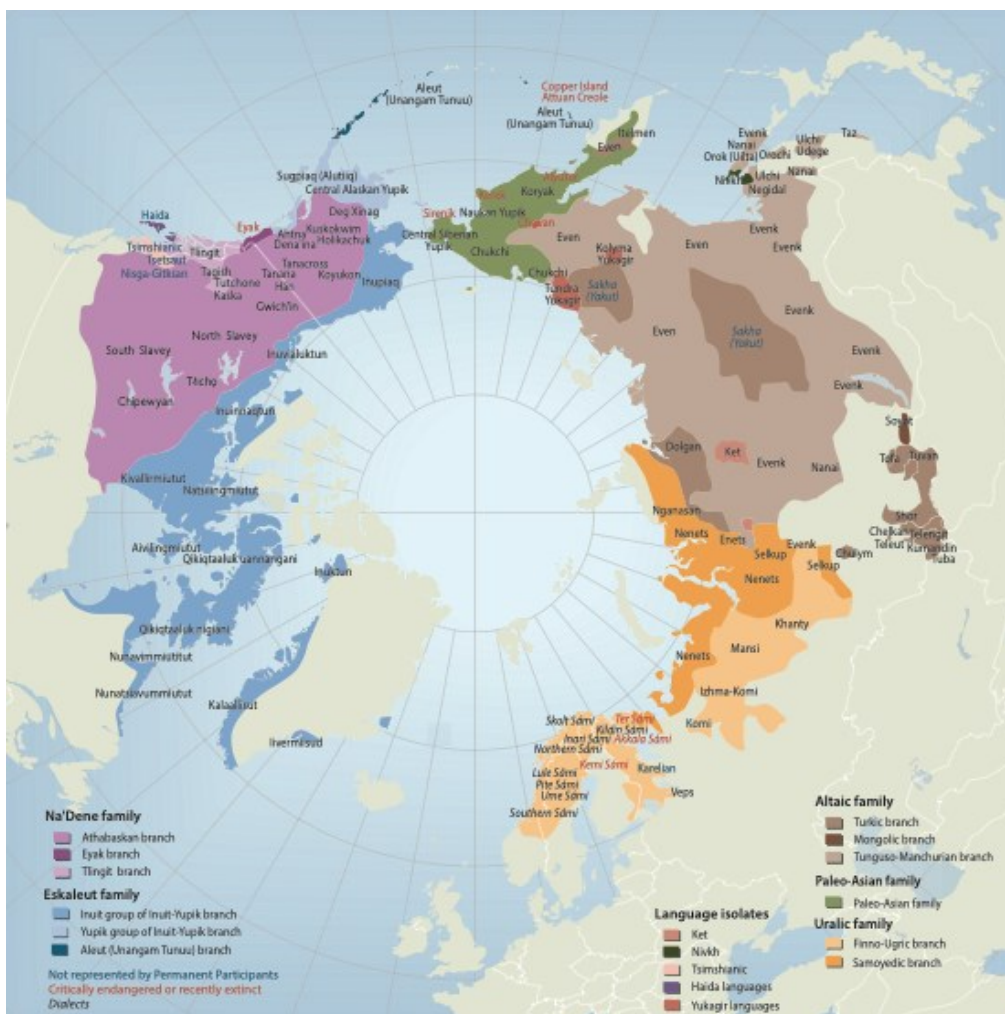 Aleut
(Unangam Tunuu)
Copper Island
Attuan Creole
Aleut
(Unangam Tunuu)
Itelmen
Even
Evenk
Nanai
Orok (Uilta)
Orochi
Ulchi
Udege
Taz
Nivkh
Ulchi
Nanai
Negidal
Sugpiaq (Alutiiq)
Central Alaskan Yupik
Koryak
Haida
Eyak
Deg Xinag
Sirenik
Naukan Yupik
Ahtna
Kuskokwim
Dena'ina
Holikachuk
Central Siberian
Yupik
Even
Kolyma
Yukagir
Even
Evenk
Evenk
Tsimshianic
Tsetsaut
Nisga-Gitksan
Tlingit
Tagish
Tutchone
Kaska
Tanacross
Tanana
Han
Koyukon
Inupiaq
Chukchi
Chukchi
Tundra
Yukagir
Sakha
(Yakut)
Gwich'in
Evenk
North Slavey
South Slavey
Even
Sakha
(Yakut)
Evenk
Inuvialuktun
Tłı̨chǫ
Chipewyan
Inuinnaqtun
Evenk
Soyot
Dolgan
Ket
Evenk
Nanai
Tofa
Tuvan
Kivallirmiutut
Natsilingmiutut
Nganasan
Shor
Nenets
Enets
Evenk
Chelkan
Telengit
Teleut
Kumandin
Tuba
Aivilingmiutut
Qikiqtaaluk uannangani
Selkup
Chulym
Selkup
Inuktun
Nenets
Khanty
Qikiqtaaluk nigiani
Mansi
Nunavimmiutitut
Nenets
Nunatsiavummiutut
Izhma-Komi
Kalaallisut
Skolt Sámi
Ter Sámi
Kildin Sámi
Komi
Iivermiisud
Inari Sámi
Akkala Sámi
Northern Sámi
Kemi Sámi
Karelian
Lule Sámi
Pite Sámi
Ume Sámi
Veps
Southern Sámi
Na'Dene family
Athabaskan branch
Eyak branch
Tlingit branch
Eskaleut family
Inuit group of Inuit-Yupik branch
Yupik group of Inuit-Yupik branch
Aleut (Unangam Tunuu) branch
Not represented by Permanent Participants
Critically endangered or recently extinct
Dialects
Language isolates
Ket
Nivkh
Tsimshianic
Haida languages
Yukagir languages
Altaic family
Turkic branch
Mongolic branch
Tunguso-Manchurian branch
Paleo-Asian family
Paleo-Asian family
Uralic family
Finno-Ugric branch
Samoyedic branch